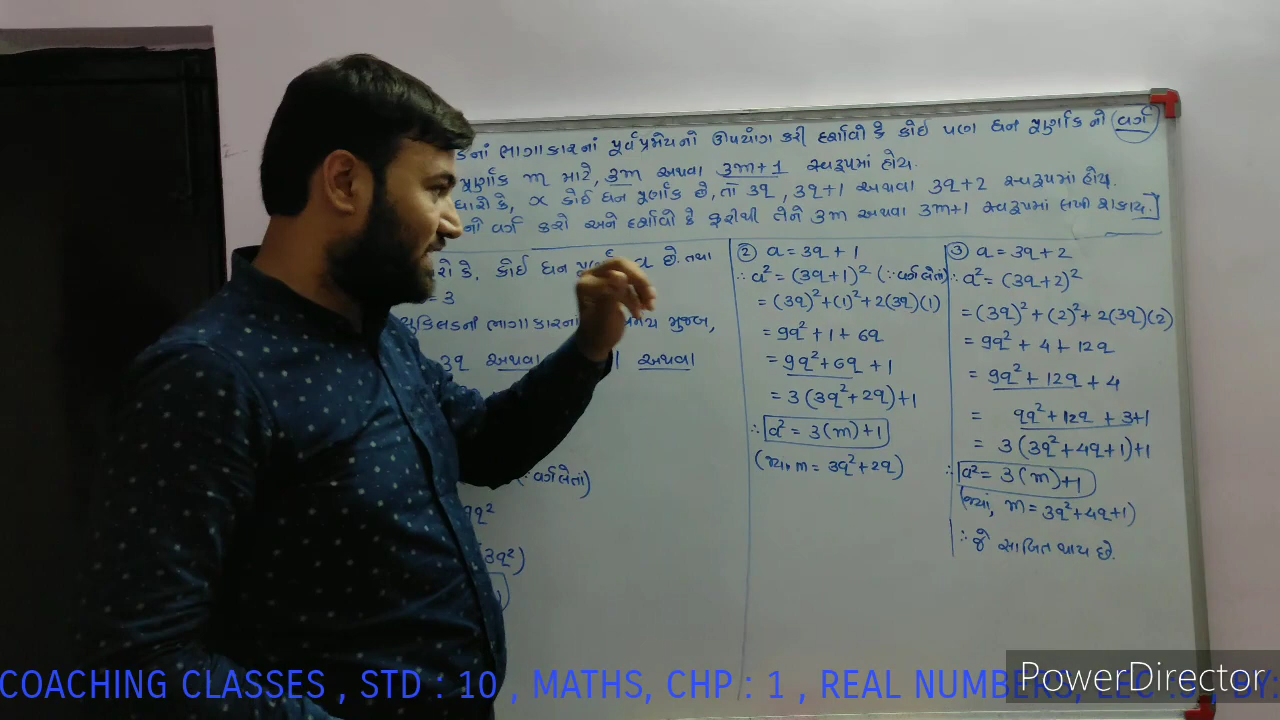 કનાં ભાગાકારનાં પૂર્વપ્રમેયનો ઊપયોગ કરી દર્શાવો કે કોઇ પણ ધન પૂર્ણાંક નો વર્ગ
પૂર્ણાંક m માટે, 3m અથવા 3m+1 સ્વરૂપમાં હોય.
ધારોકે, x કોઈ ધન પૂર્ણાંક છે, તો 3q , 3q+1 અથવા 3q+2 સ્વરૂપમાં હોય.
નો વર્ગ કરો અને દર્શાવો કે ફરીથી તેને 3m અથવા 3m+1 સ્વરૂપમાં લખી શકાય.]
કે. કોઈ ધન a છે. તથા
= 3
યુક્લિડની ભાગાકારનાં મુજબ,
3q અથવા અથવા
(∵ વર્ગ લેતાં)
9q²
(3q²)
② a = 3q + 1
∴ a² = (3q+1)² (∵ વર્ગ લેતાં)
= (3q)²+(1)²+2(3q)(1)
= 9q²+1+6q
= 9q²+6q +1
= 3(3q²+2q)+1
∴ a² = 3(m)+1
m = 3q²+2q)
③ a = 3q+2
∴ a² = (3q+2)²
= (3q)²+(2)²+2(3q)(2)
= 9q² + 4 + 12q
= 9q² + 12q + 4
= 9q²+12q + 3+1
= 3(3q²+4q+1)+1
∴ a² = 3(m)+1
(જ્યાં, m = 3q²+4q+1)
∴ જે સાબિત થાય છે.
COACHING CLASSES , STD : 10 , MATHS, CHP : 1 , REAL NUMBERS, LEC : , BY:
PowerDirector